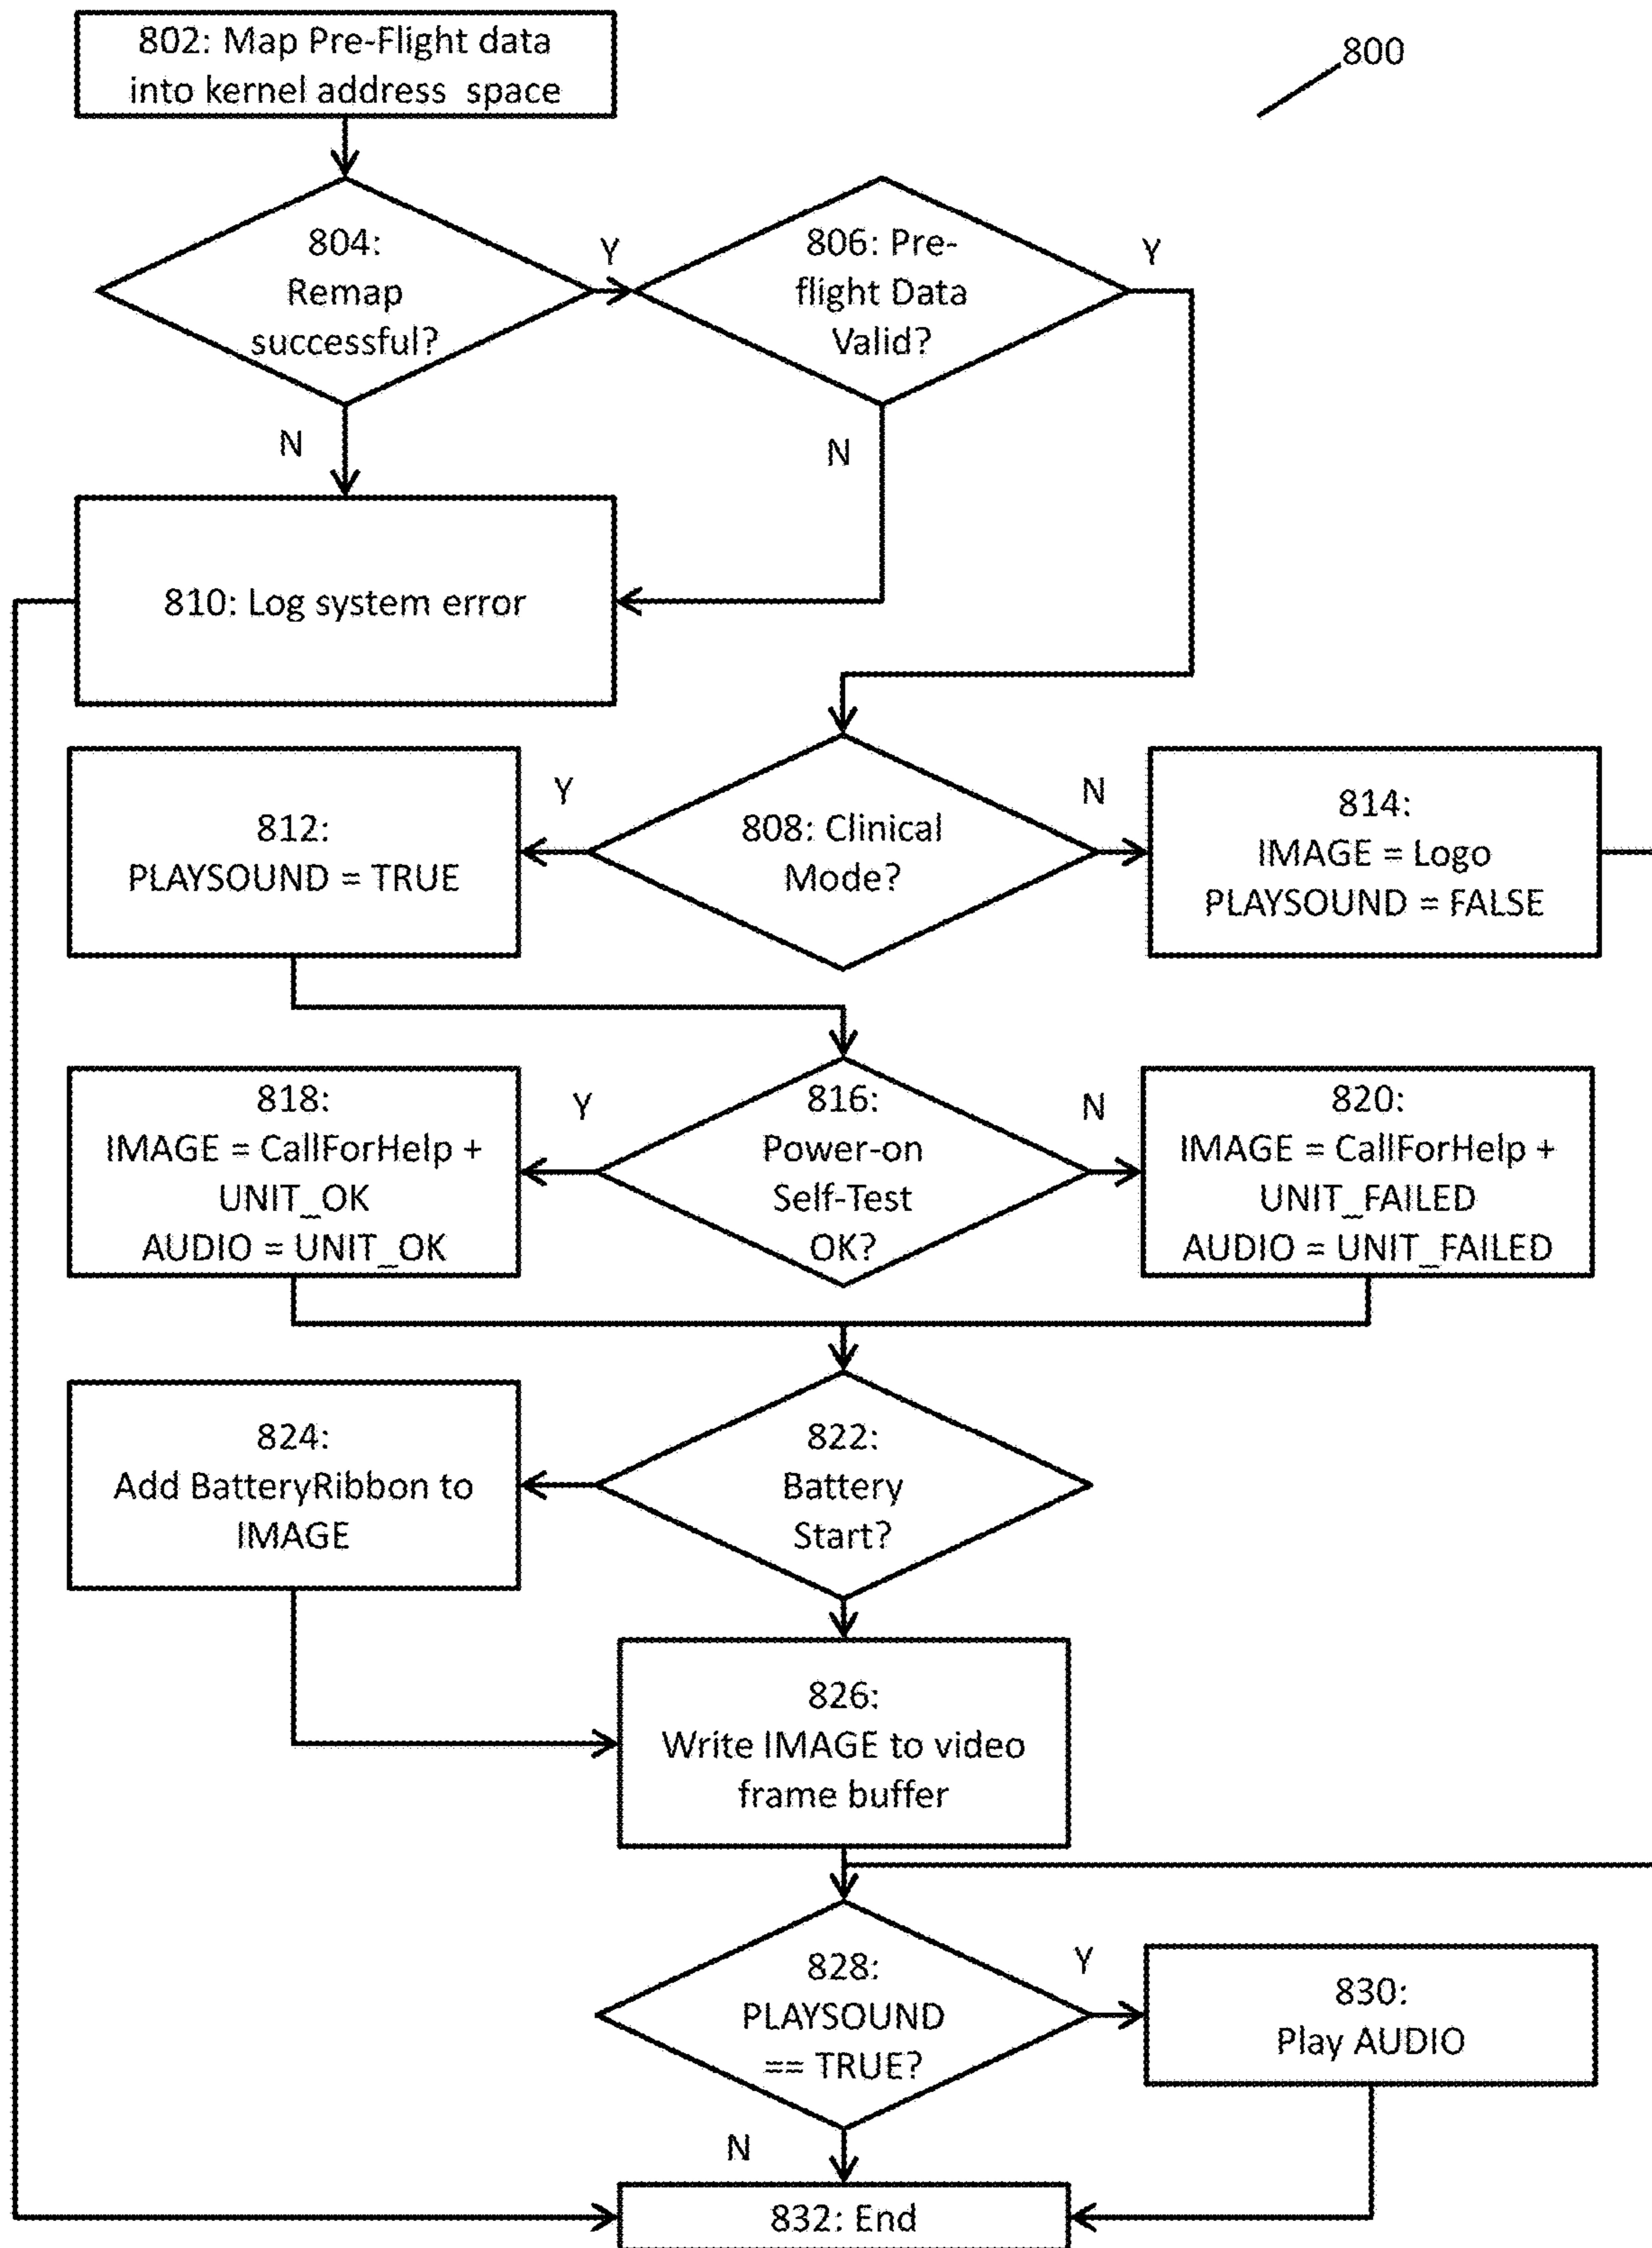 802: Map Pre-Flight data
into kernel address space
800
804:
Remap
successful?
Y
806: Pre-
flight Data
Valid?
Y
N
N
810: Log system error
812:
PLAYSOUND = TRUE
Y
808: Clinical
Mode?
N
814:
IMAGE = Logo
PLAYSOUND = FALSE
818:
IMAGE = CallForHelp +
UNIT_OK
AUDIO = UNIT_OK
Y
816:
Power-on
Self-Test
OK?
N
820:
IMAGE = CallForHelp +
UNIT_FAILED
AUDIO = UNIT_FAILED
824:
Add BatteryRibbon to
IMAGE
822:
Battery
Start?
826:
Write IMAGE to video
frame buffer
828:
PLAYSOUND
== TRUE?
Y
830:
Play AUDIO
N
832: End